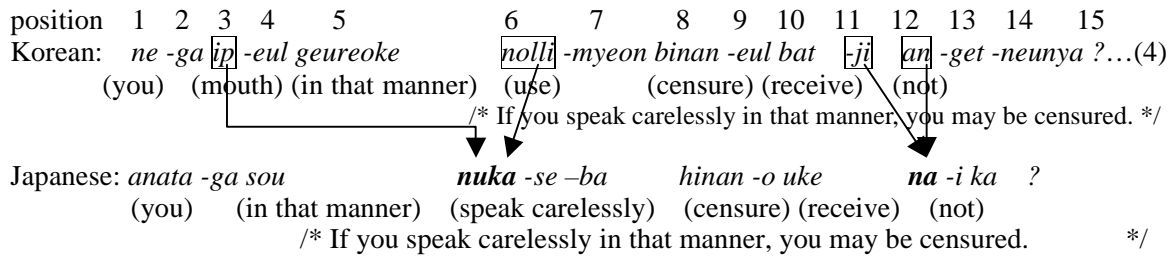 position 1 2 3 4 5 6 7 8 9 10 11 12 13 14 15
Korean: ne -ga ip -eul geureoke nolli -myeon binan -eul bat -ji an -get -neunya ?…(4)
(you) (mouth) (in that manner) (use) (censure) (receive) (not)
/* If you speak carelessly in that manner, you may be censured. */
Japanese: anata -ga sou nuka -se –ba hinan -o uke na -i ka ?
(you) (in that manner) (speak carelessly) (censure) (receive) (not)
/* If you speak carelessly in that manner, you may be censured. */